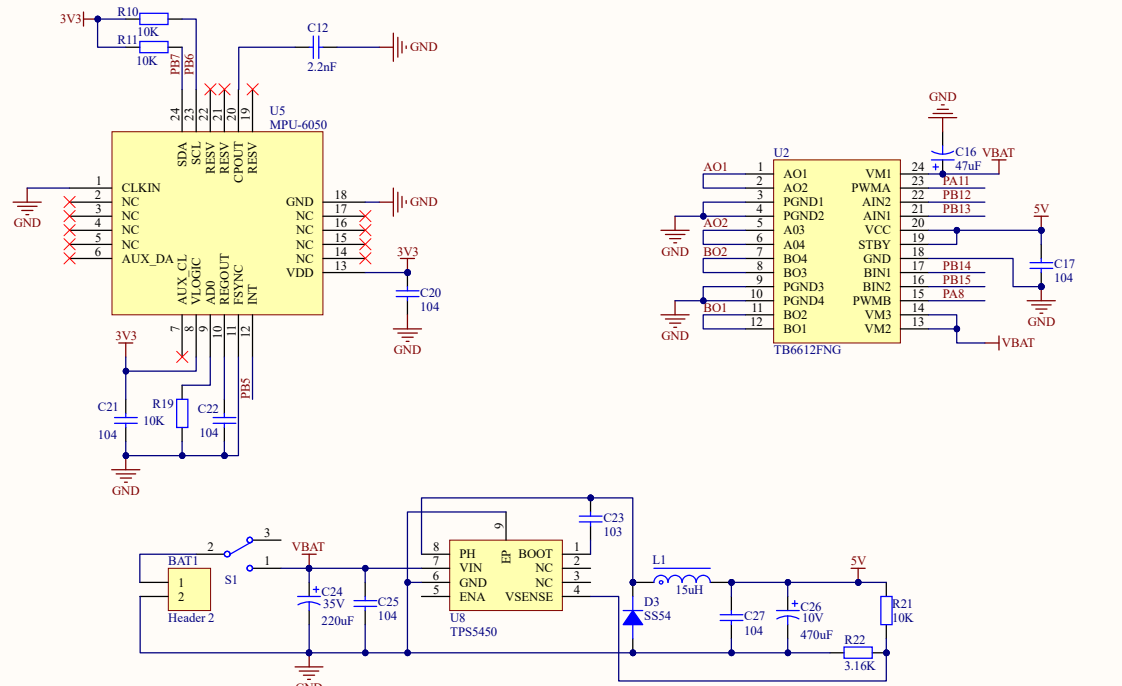 3V3
R10
10K
R11
10K
PB7
PB6
C12
2.2nF
GND
24
23
22
21
20
19
U5
MPU-6050
SDA
SCL
RESV
RESV
CPOUT
RESV
1 CLKIN
2 NC
3 NC
4 NC
5 NC
6 AUX_DA
GND
GND 18
NC 17
NC 16
NC 15
NC 14
VDD 13
GND
3V3
C20
104
GND
AUX_CL
VLOGIC
AD0
REGOUT
FSYNC
INT
7
8
9
10
11
12
3V3
PB5
C21
104
R19
10K
C22
104
GND
GND
C16
47uF
+
VBAT
U2
AO1
1 AO1
2 AO2
3 PGND1
4 PGND2
GND
AO2
5 A03
6 A04
BO2
7 BO4
8 BO3
9 PGND3
10 PGND4
GND
BO1
11 BO2
12 BO1
VM1 24
PWMA 23 PA11
AIN2 22 PB12
AIN1 21 PB13
VCC 20
STBY 19
GND 18
BIN1 17 PB14
BIN2 16 PB15
PWMB 15 PA8
VM3 14
VM2 13
VBAT
5V
C17
104
GND
TB6612FNG
BAT1
1
2
Header 2
2
3
1
S1
VBAT
+
C24
35V
220uF
C25
104
GND
9
EP
8 PH
7 VIN
6 GND
5 ENA
BOOT 1
NC 2
NC 3
VSENSE 4
U8
TPS5450
C23
103
L1
15uH
D3
SS54
C27
104
+
C26
10V
470uF
5V
R21
10K
R22
3.16K